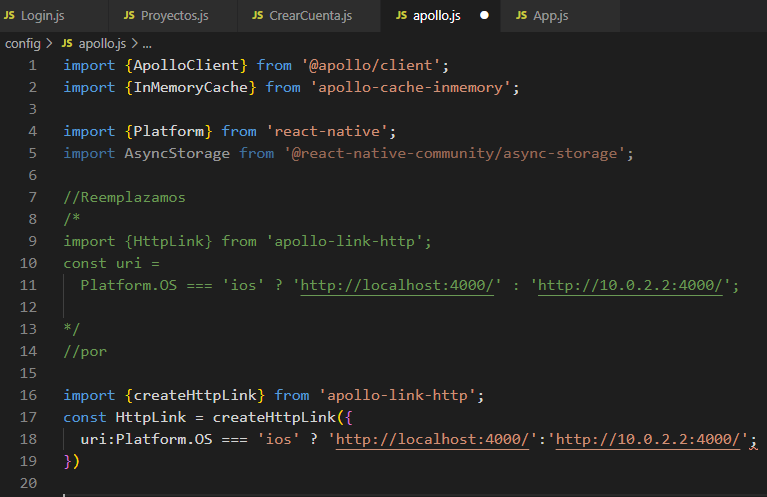 JS Login.js JS Proyectos.js JS CrearCuenta.js JS apollo.js JS App.js
config > JS apollo.js > ...
1 import {ApolloClient} from '@apollo/client';
2 import {InMemoryCache} from 'apollo-cache-inmemory';
3
4 import {Platform} from 'react-native';
5 import AsyncStorage from '@react-native-community/async-storage';
6
7 //Reemplazamos
8 /*
9 import {HttpLink} from 'apollo-link-http';
10 const uri =
11 Platform.OS === 'ios' ? 'http://localhost:4000/' : 'http://10.0.2.2:4000/';
12
13 */
14 //por
15
16 import {createHttpLink} from 'apollo-link-http';
17 const HttpLink = createHttpLink({
18 uri:Platform.OS === 'ios' ? 'http://localhost:4000/':'http://10.0.2.2:4000/';
19 })
20